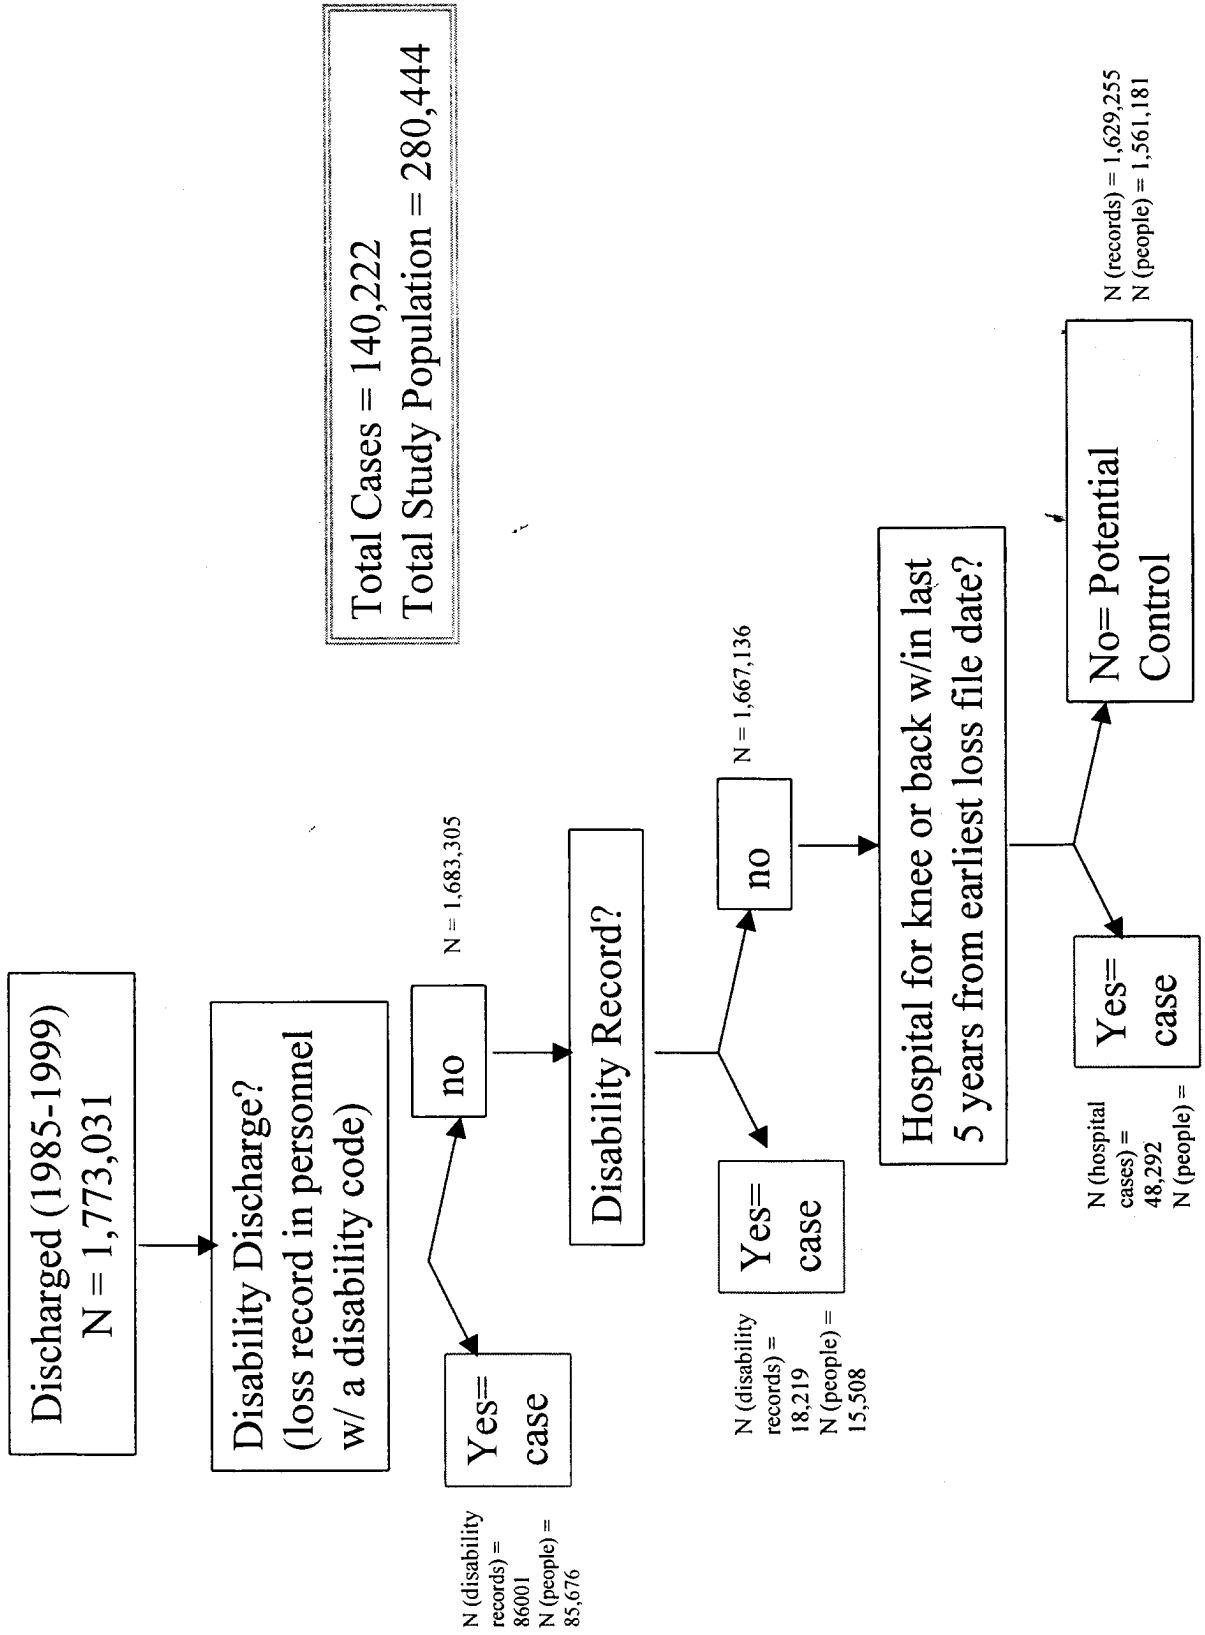 Discharged (1985-1999)
N = 1,773,031
Disability Discharge?
(loss record in personnel
w/ a disability code)
Total Cases = 140,222
Total Study Population = 280,444
N (disability
records) =
86001
N (people) =
85,676
Yes=
case
no
N = 1,683,305
Disability Record?
N (disability
records) =
18,219
N (people) =
15,508
Yes=
case
no
N = 1,667,136
Hospital for knee or back w/in last
5 years from earliest loss file date?
N (hospital
cases) =
48,292
N (people) =
Yes=
case
No= Potential
Control
N (records) = 1,629,255
N (people) = 1,561,181